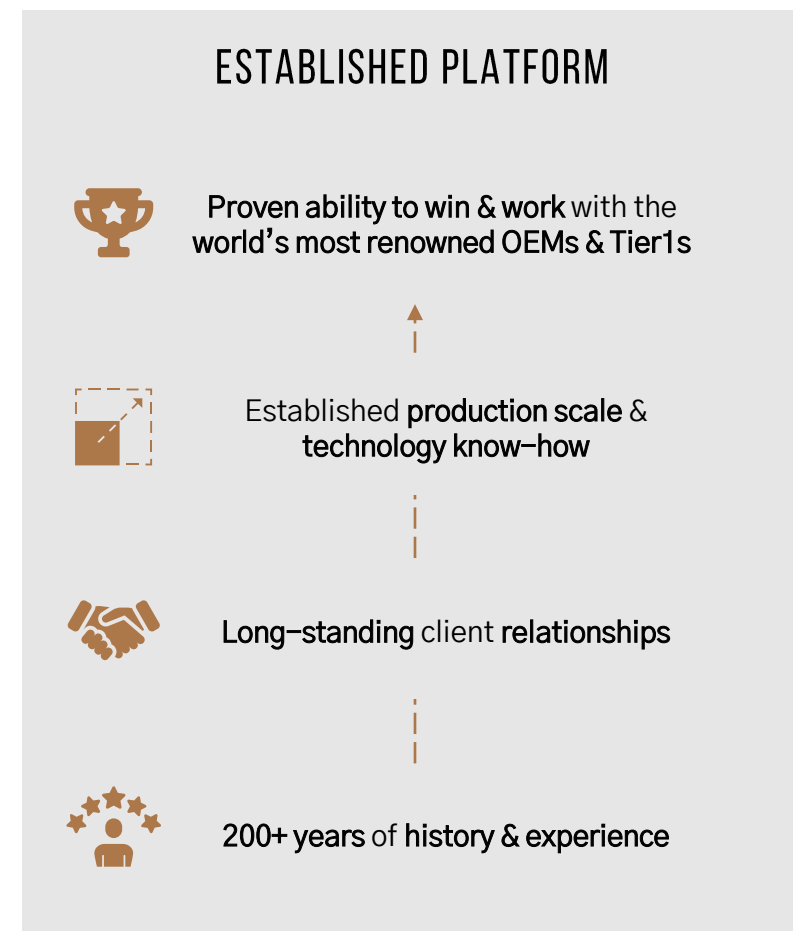 ESTABLISHED PLATFORM
Proven ability to win & work with the
world’s most renowned OEMs & Tier1s
Established production scale &
technology know-how
Long-standing client relationships
200+ years of history & experience